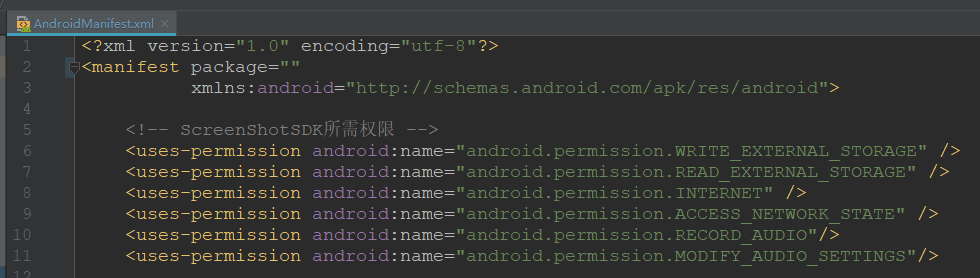 AndroidManifest.xml ×
1 <?xml version="1.0" encoding="utf-8"?>
2 <manifest package=""
3 xmlns:android="http://schemas.android.com/apk/res/android">
4
5 <!-- ScreenShotSDK所需权限 -->
6 <uses-permission android:name="android.permission.WRITE_EXTERNAL_STORAGE" />
7 <uses-permission android:name="android.permission.READ_EXTERNAL_STORAGE" />
8 <uses-permission android:name="android.permission.INTERNET" />
9 <uses-permission android:name="android.permission.ACCESS_NETWORK_STATE" />
10 <uses-permission android:name="android.permission.RECORD_AUDIO"/>
11 <uses-permission android:name="android.permission.MODIFY_AUDIO_SETTINGS"/>
12